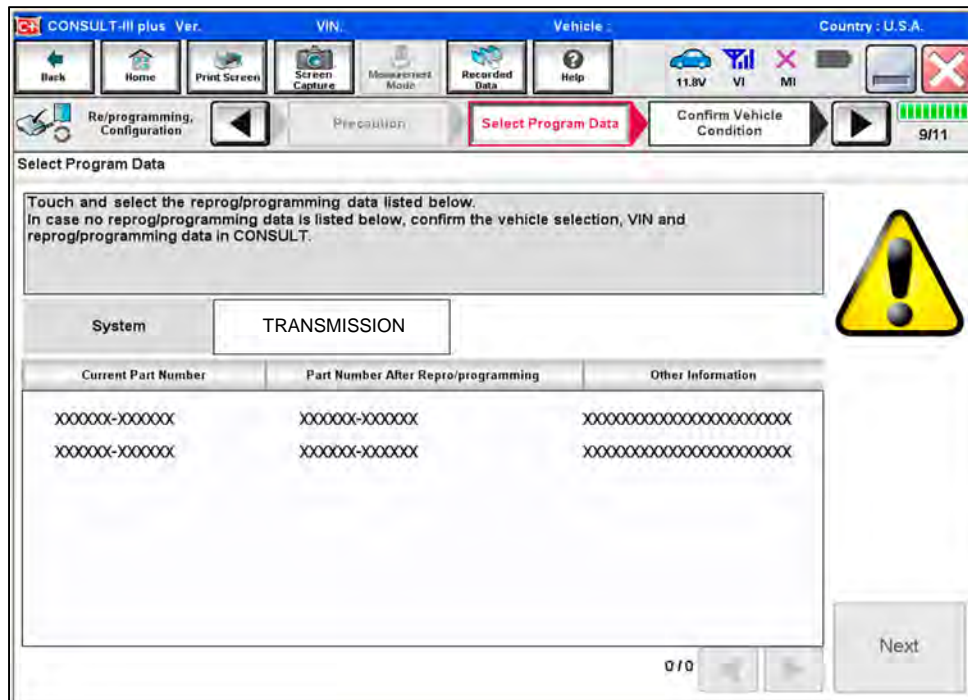 C+ CONSULT-III plus Ver. VIN: Vehicle : Country : U.S.A.
Back Home Print Screen Screen Capture Measurement Mode Recorded Data Help 11.8V VI MI
Re/programming, Configuration Precaution Select Program Data Confirm Vehicle Condition 9/11
Select Program Data
Touch and select the reprog/programming data listed below.
In case no reprog/programming data is listed below, confirm the vehicle selection, VIN and
reprog/programming data in CONSULT.
System TRANSMISSION
Current Part Number Part Number After Repro/programming Other Information
XXXXXX-XXXXXX XXXXXX-XXXXXX XXXXXXXXXXXXXXXXXXXXXXX
XXXXXX-XXXXXX XXXXXX-XXXXXX XXXXXXXXXXXXXXXXXXXXXXX
Next
0/0